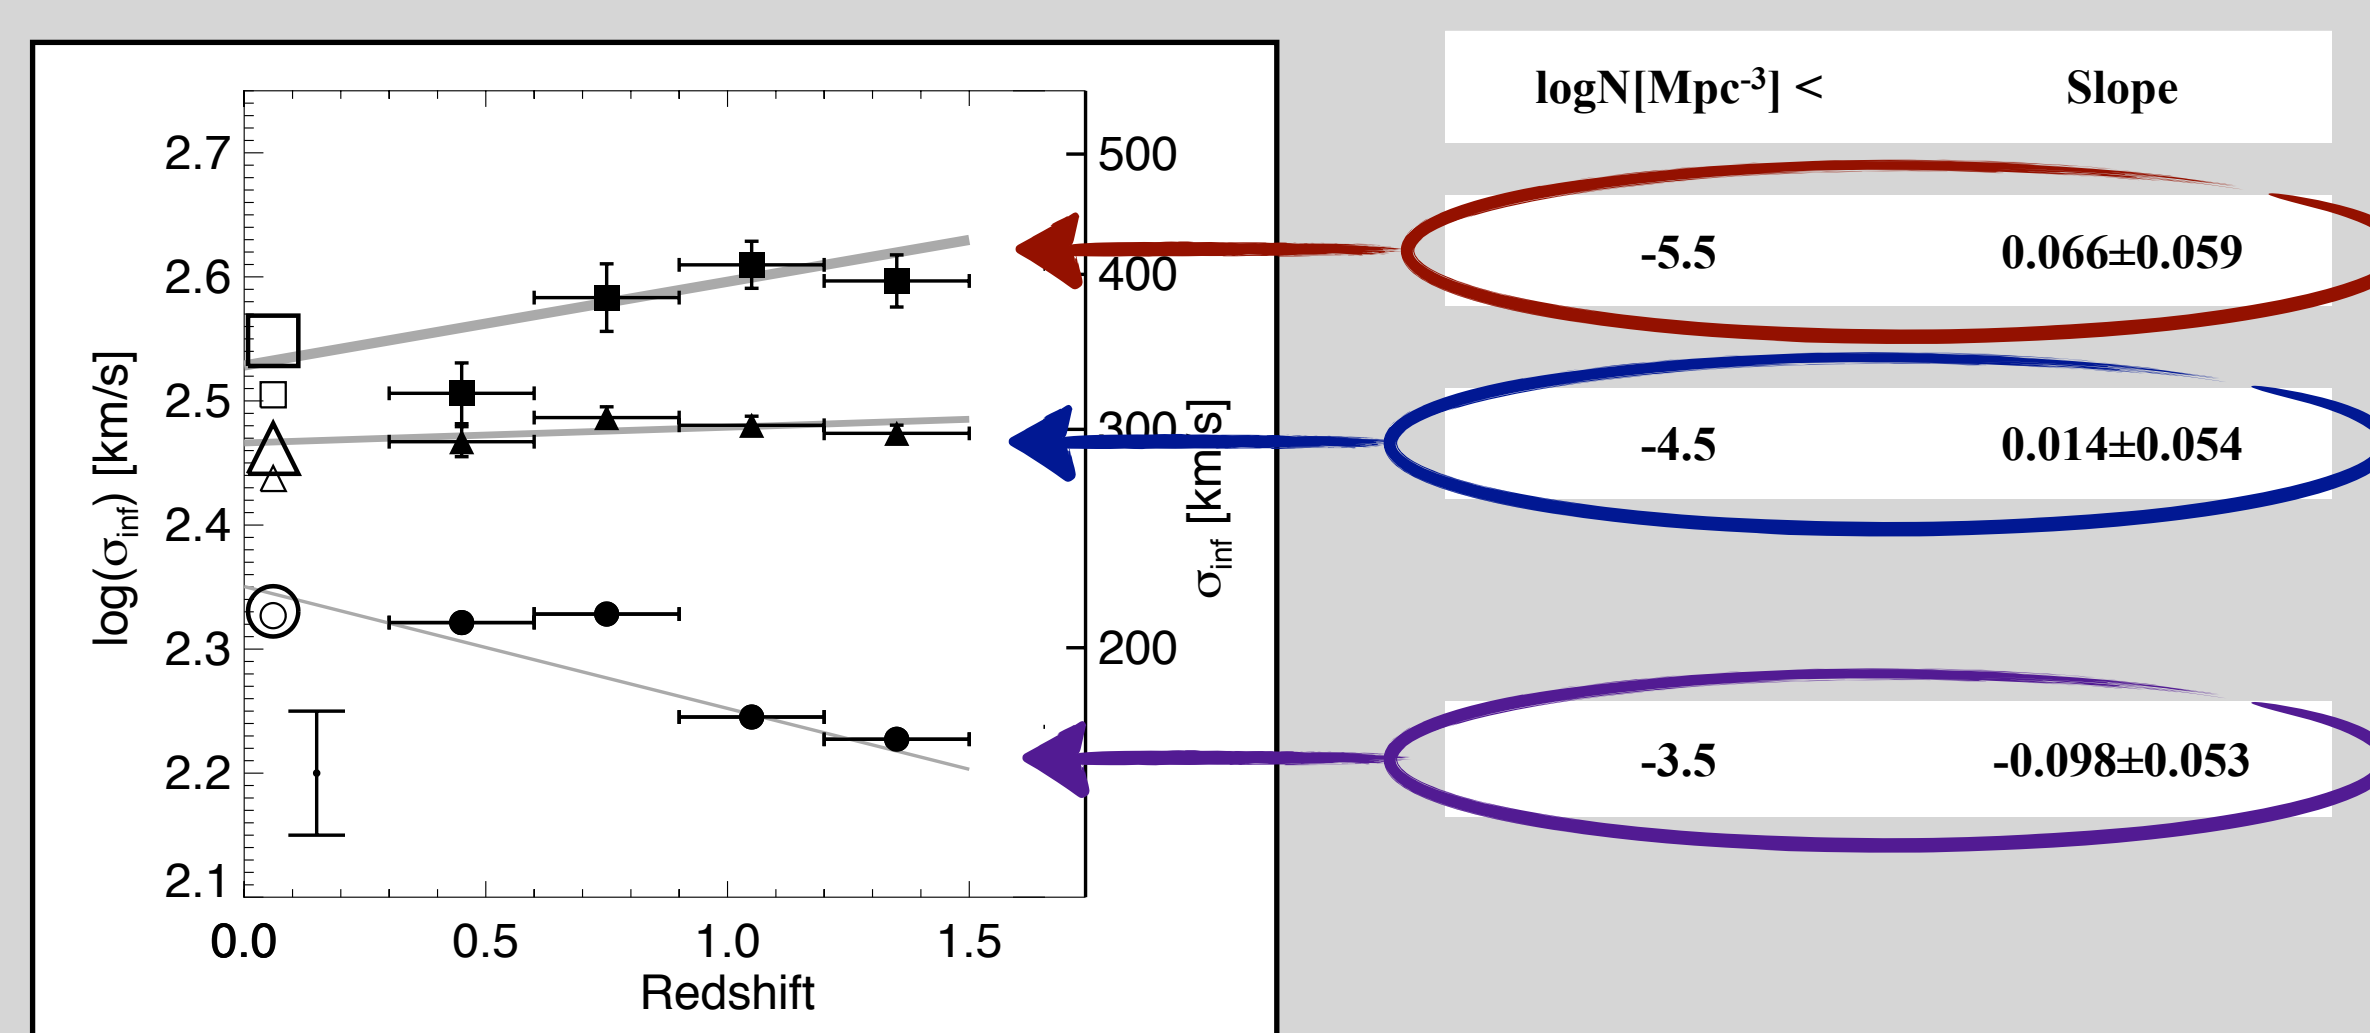 logN[Mpc⁻³] < Slope
2.7
2.6
2.5
2.4
2.3
2.2
2.1
log(σinf) [km/s]
0.0 0.5 1.0 1.5
Redshift
500
400
300
200
σinf [km/s]
-5.5 0.066±0.059
-4.5 0.014±0.054
-3.5 -0.098±0.053